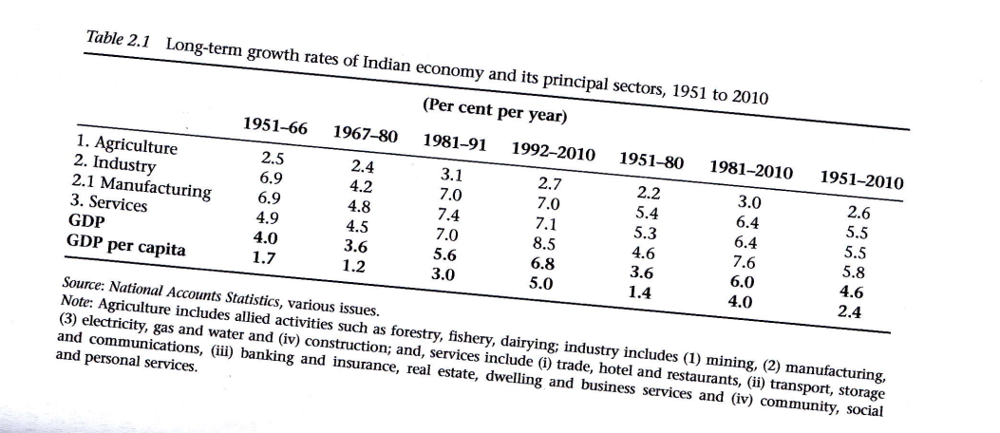 Table 2.1 Long-term growth rates of Indian economy and its principal sectors, 1951 to 2010
(Per cent per year)
1951–66 1967–80 1981–91 1992–2010 1951–80 1981–2010 1951–2010
1. Agriculture 2.5 2.4 3.1 2.7 2.2 3.0 2.6
2. Industry 6.9 4.2 7.0 7.0 5.4 6.4 5.5
2.1 Manufacturing 6.9 4.8 7.4 7.1 5.3 6.4 5.5
3. Services 4.9 4.5 7.0 8.5 4.6 7.6 5.8
GDP 4.0 3.6 5.6 6.8 3.6 6.0 4.6
GDP per capita 1.7 1.2 3.0 5.0 1.4 4.0 2.4
Source: National Accounts Statistics, various issues.
Note: Agriculture includes allied activities such as forestry, fishery, dairying; industry includes (1) mining, (2) manufacturing,
(3) electricity, gas and water and (iv) construction; and, services include (i) trade, hotel and restaurants, (ii) transport, storage
and communications, (iii) banking and insurance, real estate, dwelling and business services and (iv) community, social
and personal services.